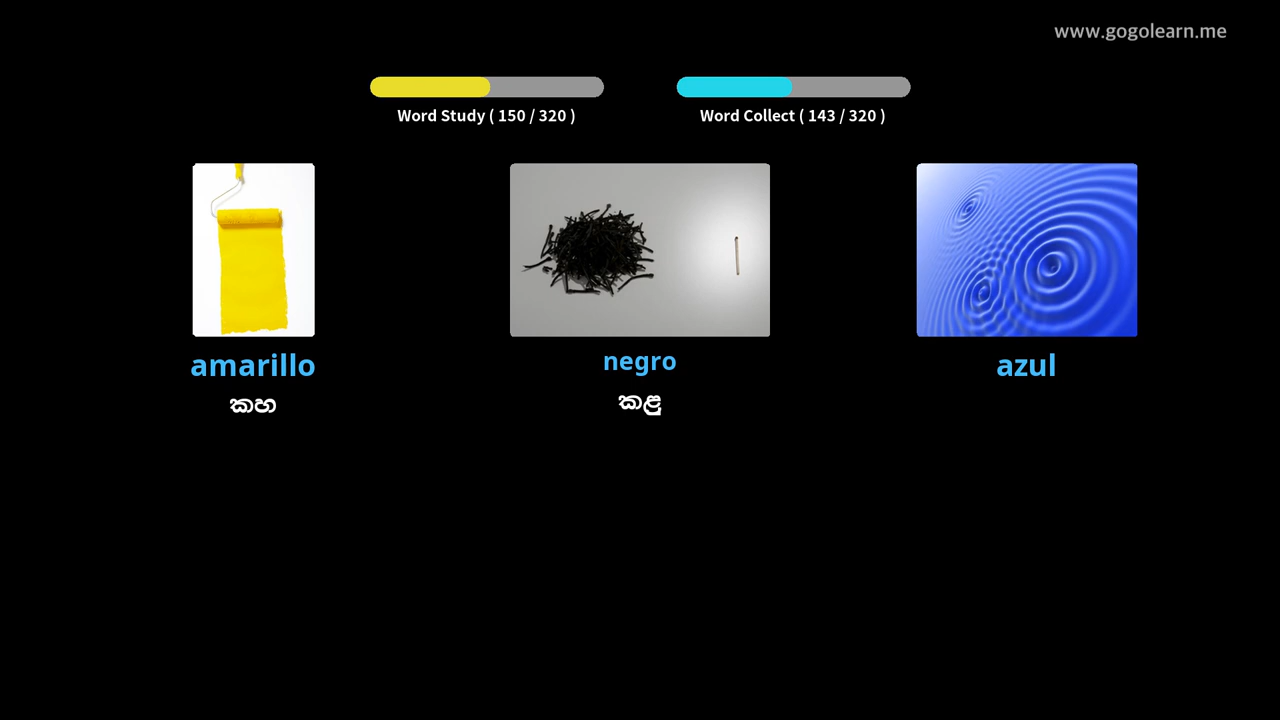 www.gogolearn.me
Word Study ( 150 / 320 )
Word Collect ( 143 / 320 )
amarillo
කහ
negro
කළු
azul